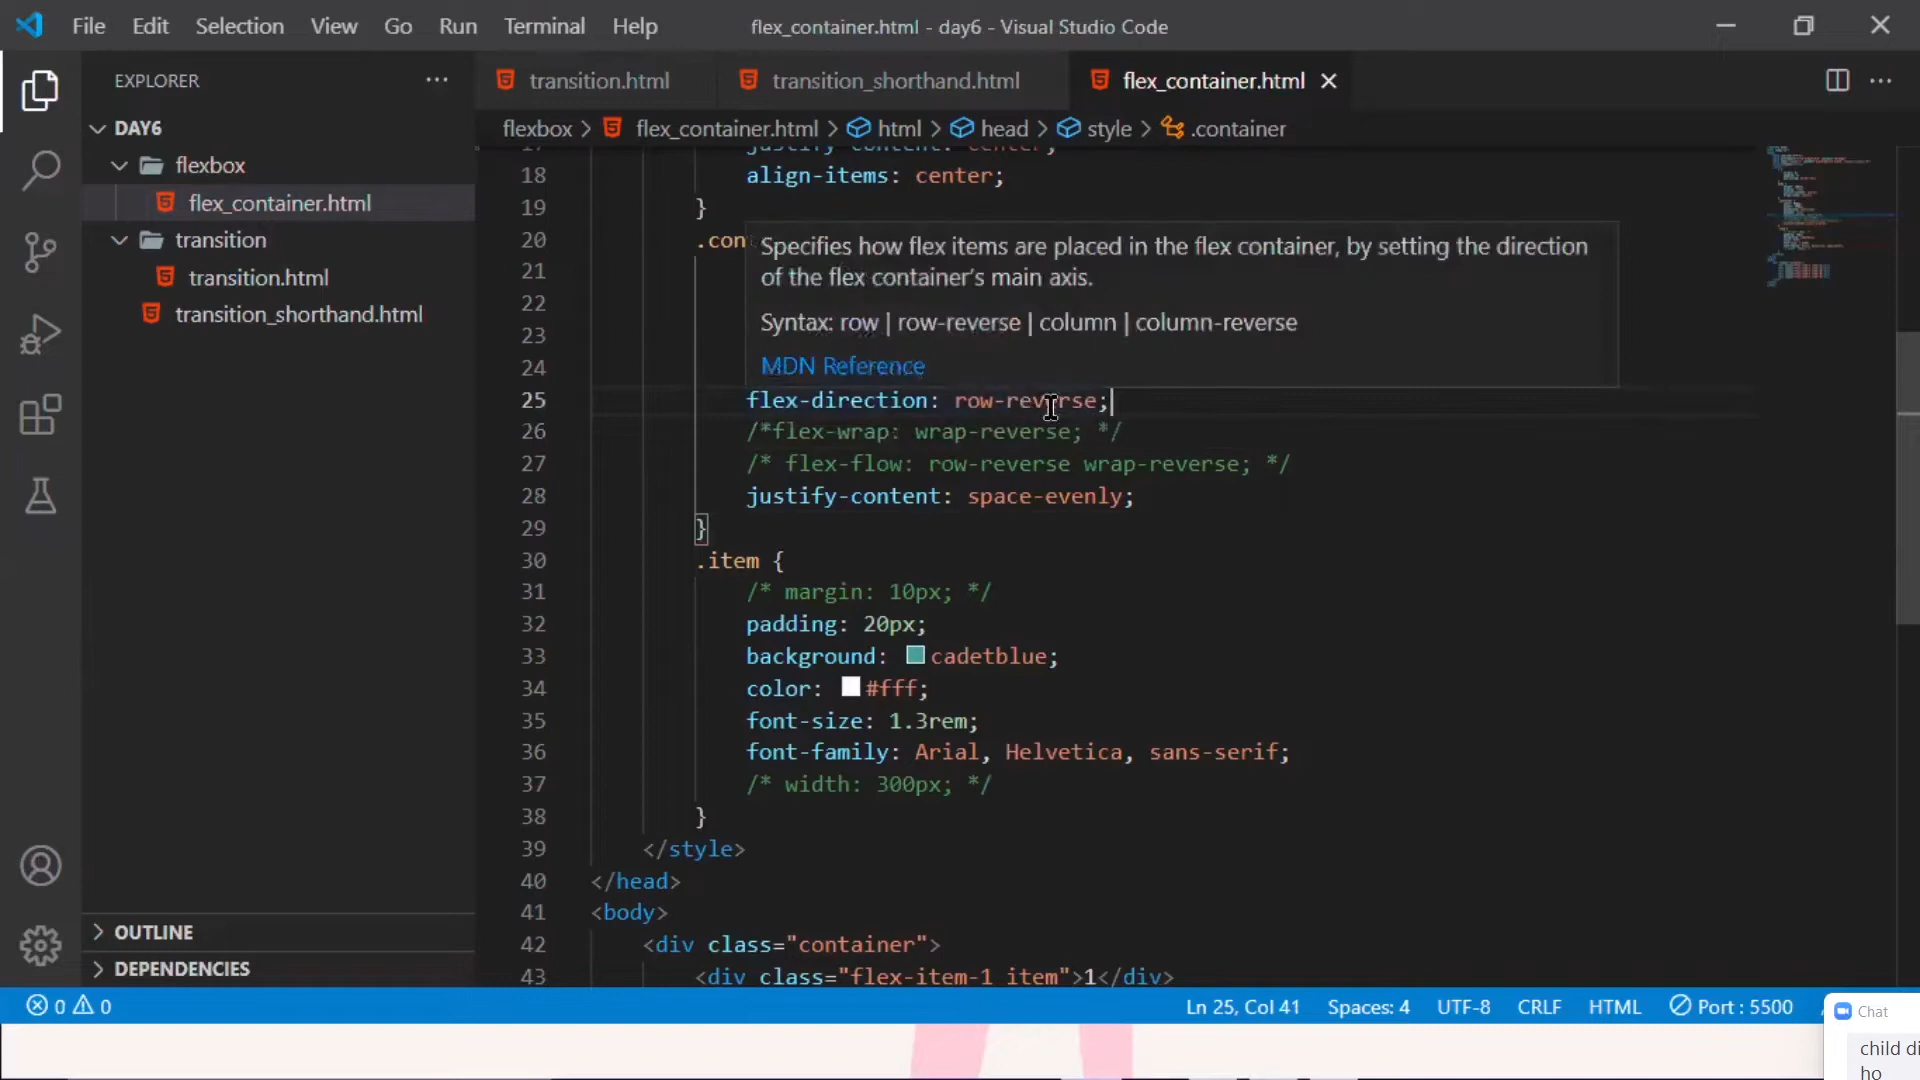 File Edit Selection View Go Run Terminal Help flex_container.html - day6 - Visual Studio Code
EXPLORER
transition.html transition_shorthand.html flex_container.html
DAY6
flexbox
flex_container.html
transition
transition.html
transition_shorthand.html
OUTLINE
DEPENDENCIES
flexbox > flex_container.html > html > head > style > .container
17 justify-content: center;
18 align-items: center;
19 }
20 .con
Specifies how flex items are placed in the flex container, by setting the direction
of the flex container's main axis.
Syntax: row | row-reverse | column | column-reverse
MDN Reference
21
22
23
24
25 flex-direction: row-reverse;
26 /*flex-wrap: wrap-reverse; */
27 /* flex-flow: row-reverse wrap-reverse; */
28 justify-content: space-evenly;
29 }
30 .item {
31 /* margin: 10px; */
32 padding: 20px;
33 background: cadetblue;
34 color: #fff;
35 font-size: 1.3rem;
36 font-family: Arial, Helvetica, sans-serif;
37 /* width: 300px; */
38 }
39 </style>
40 </head>
41 <body>
42 <div class="container">
43 <div class="flex-item-1 item">1</div>
0 0 Ln 25, Col 41 Spaces: 4 UTF-8 CRLF HTML Port : 5500
Chat
child di
ho